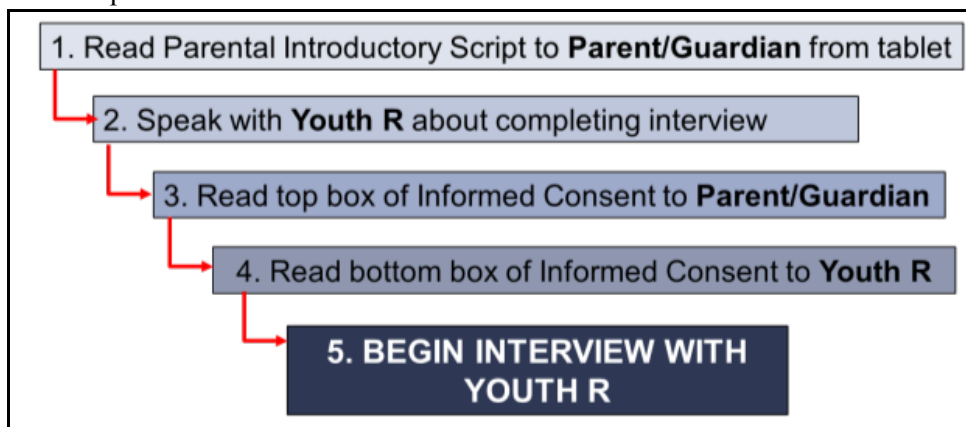 1. Read Parental Introductory Script to Parent/Guardian from tablet
2. Speak with Youth R about completing interview
3. Read top box of Informed Consent to Parent/Guardian
4. Read bottom box of Informed Consent to Youth R
5. BEGIN INTERVIEW WITH
YOUTH R